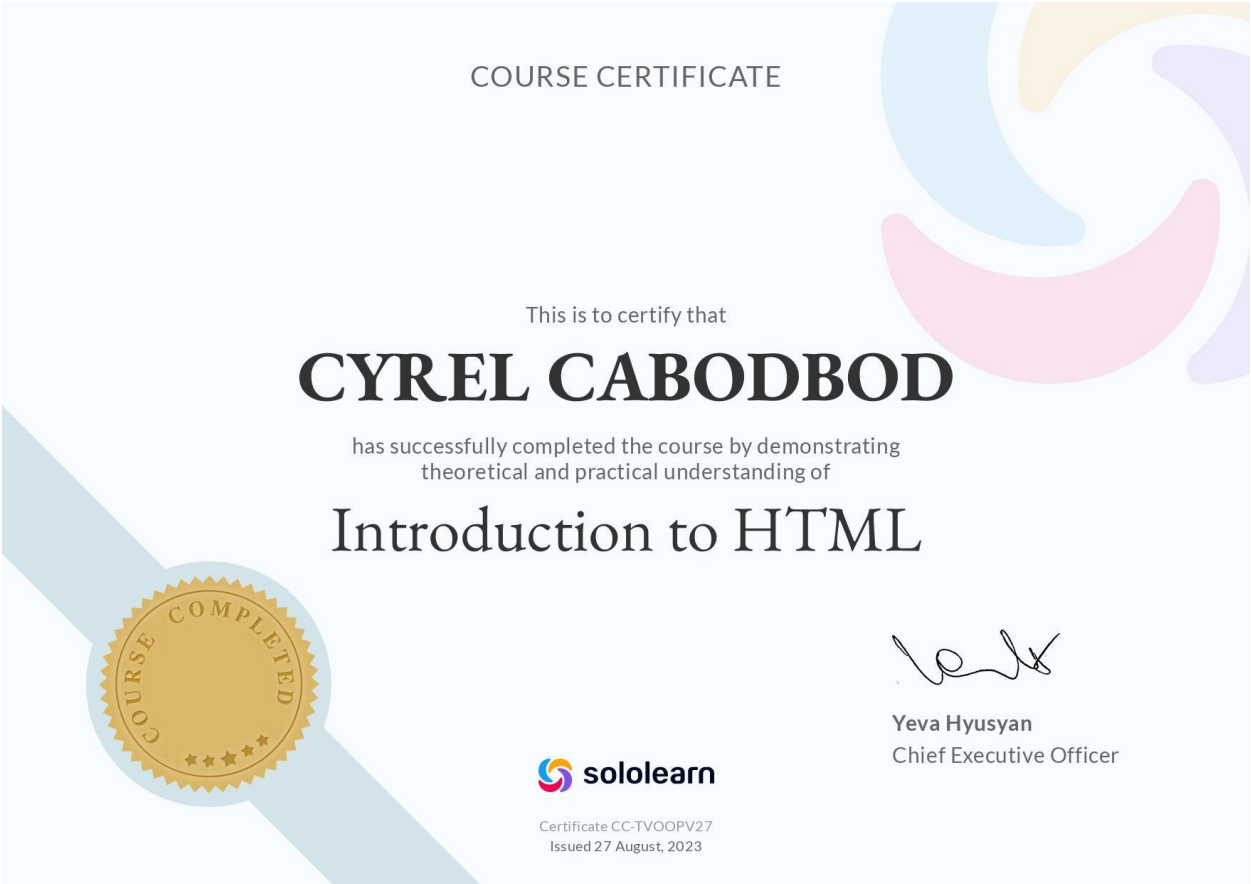 COURSE CERTIFICATE
This is to certify that
CYREL CABODBOD
has successfully completed the course by demonstrating
theoretical and practical understanding of
Introduction to HTML
COURSE COMPLETED
Yeva Hyusyan
Chief Executive Officer
sololearn
Certificate CC-TVOOPV27
Issued 27 August, 2023